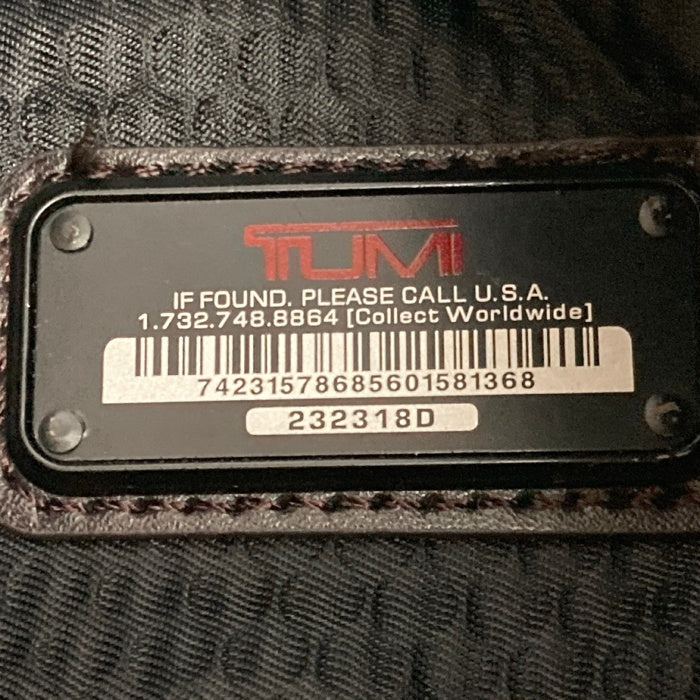 TUMI
IF FOUND. PLEASE CALL U.S.A.
1.732.748.8864 [Collect Worldwide]
74231578685601581368
232318D